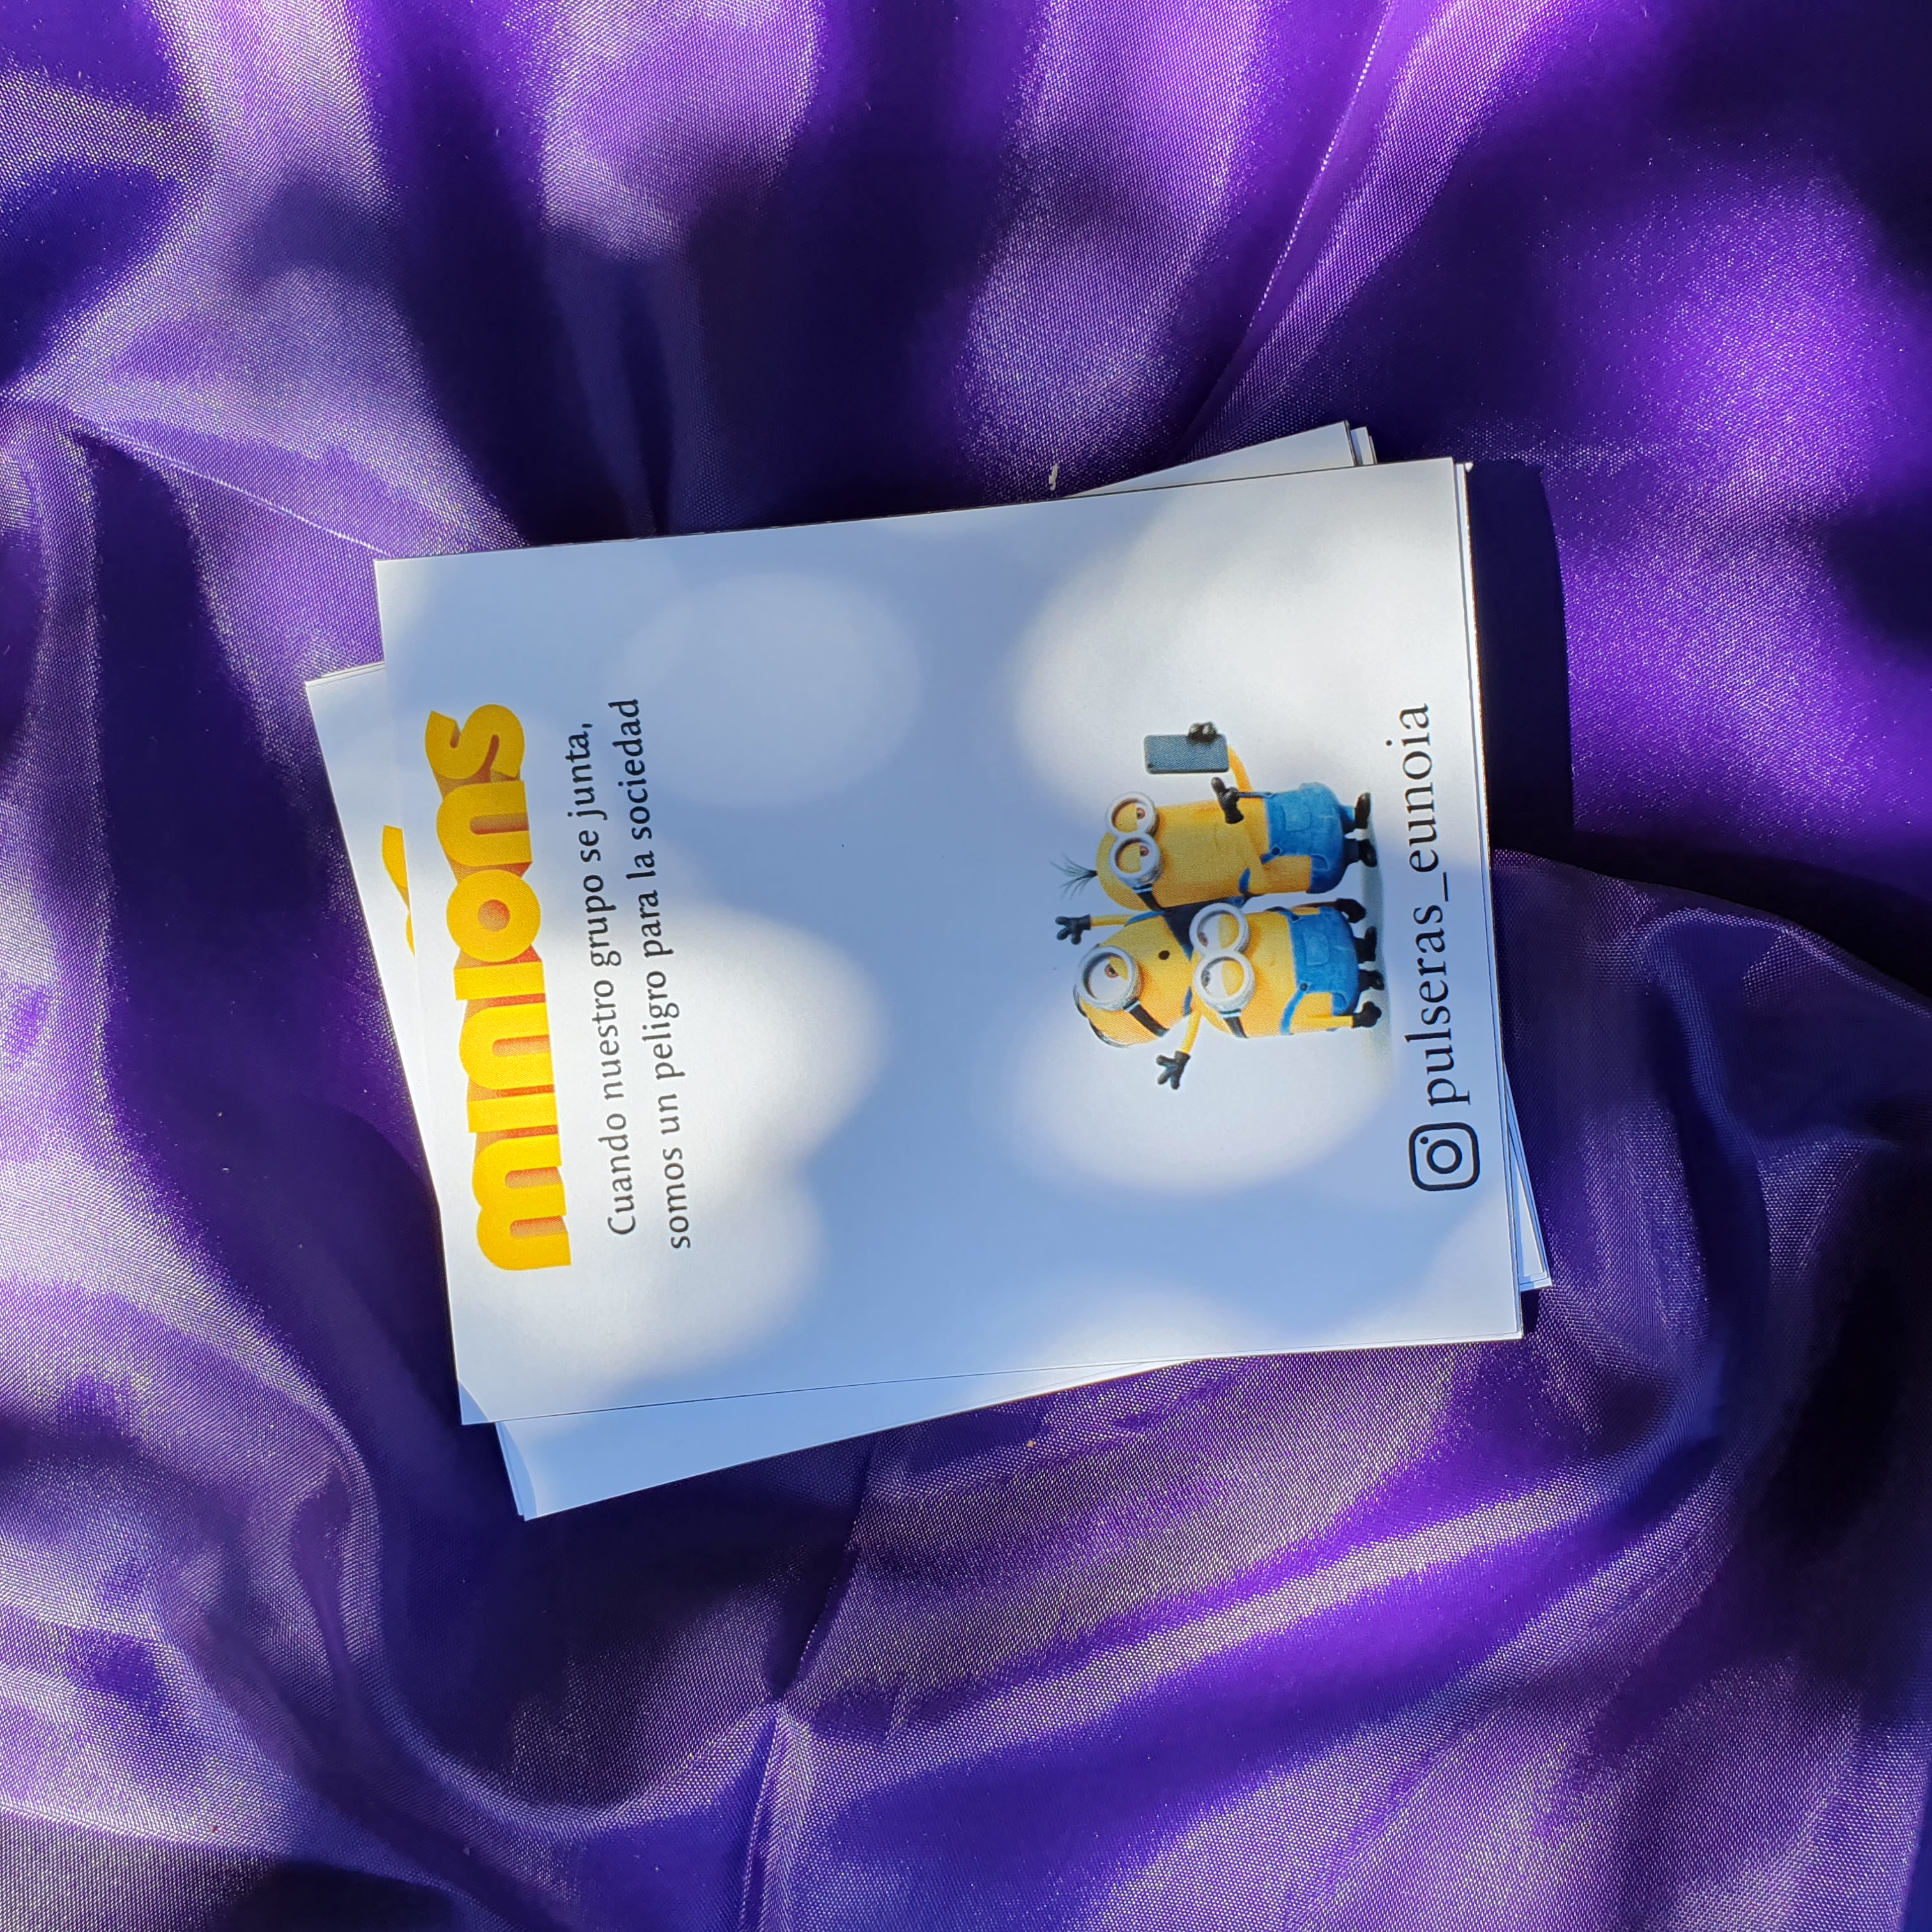 minions
Cuando nuestro grupo se junta,
somos un peligro para la sociedad
pulseras_eunoia